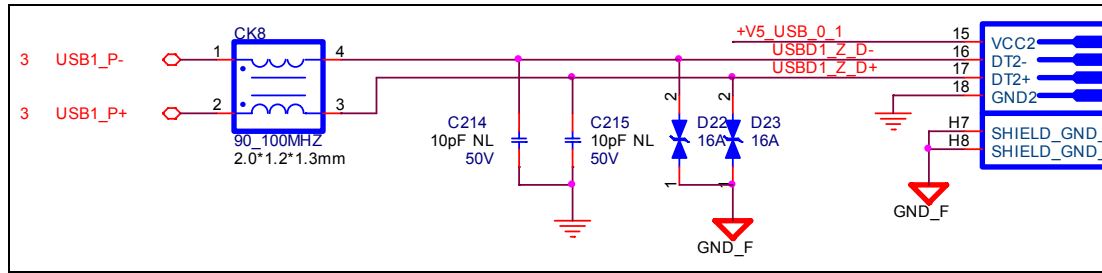 CK8
+V5_USB_0_1
15
VCC2
3 USB1_P-
1
4
USBD1_Z_D-
16
DT2-
USBD1_Z_D+
17
DT2+
18
GND2
3 USB1_P+
2
3
2
2
C214
C215
D22
D23
H7
SHIELD_GND_
10pF NL
10pF NL
16A
16A
H8
SHIELD_GND_
90_100MHZ
50V
50V
2.0*1.2*1.3mm
1
1
GND_F
GND_F